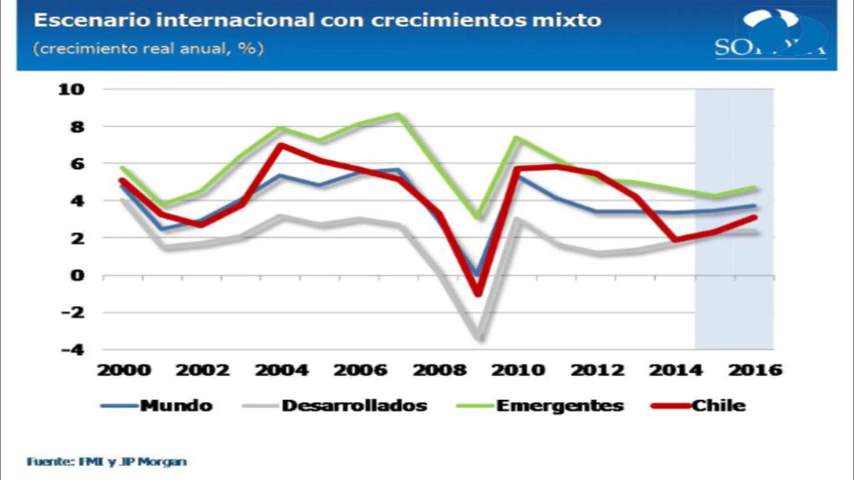 Escenario internacional con crecimientos mixto
(crecimiento real anual, %)
10
8
6
4
2
0
-2
-4
2000 2002 2004 2006 2008 2010 2012 2014 2016
Mundo Desarrollados Emergentes Chile
Fuente: FMI y JP Morgan